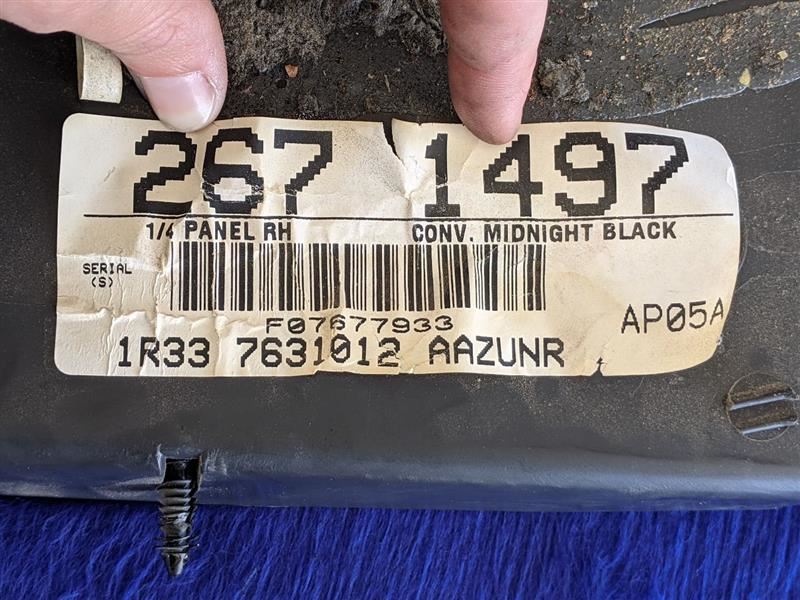 267 1497
1/4 PANEL RH CONV. MIDNIGHT BLACK
SERIAL
(S)
F07677933
AP05A
1R33 7631012 AAZUNR